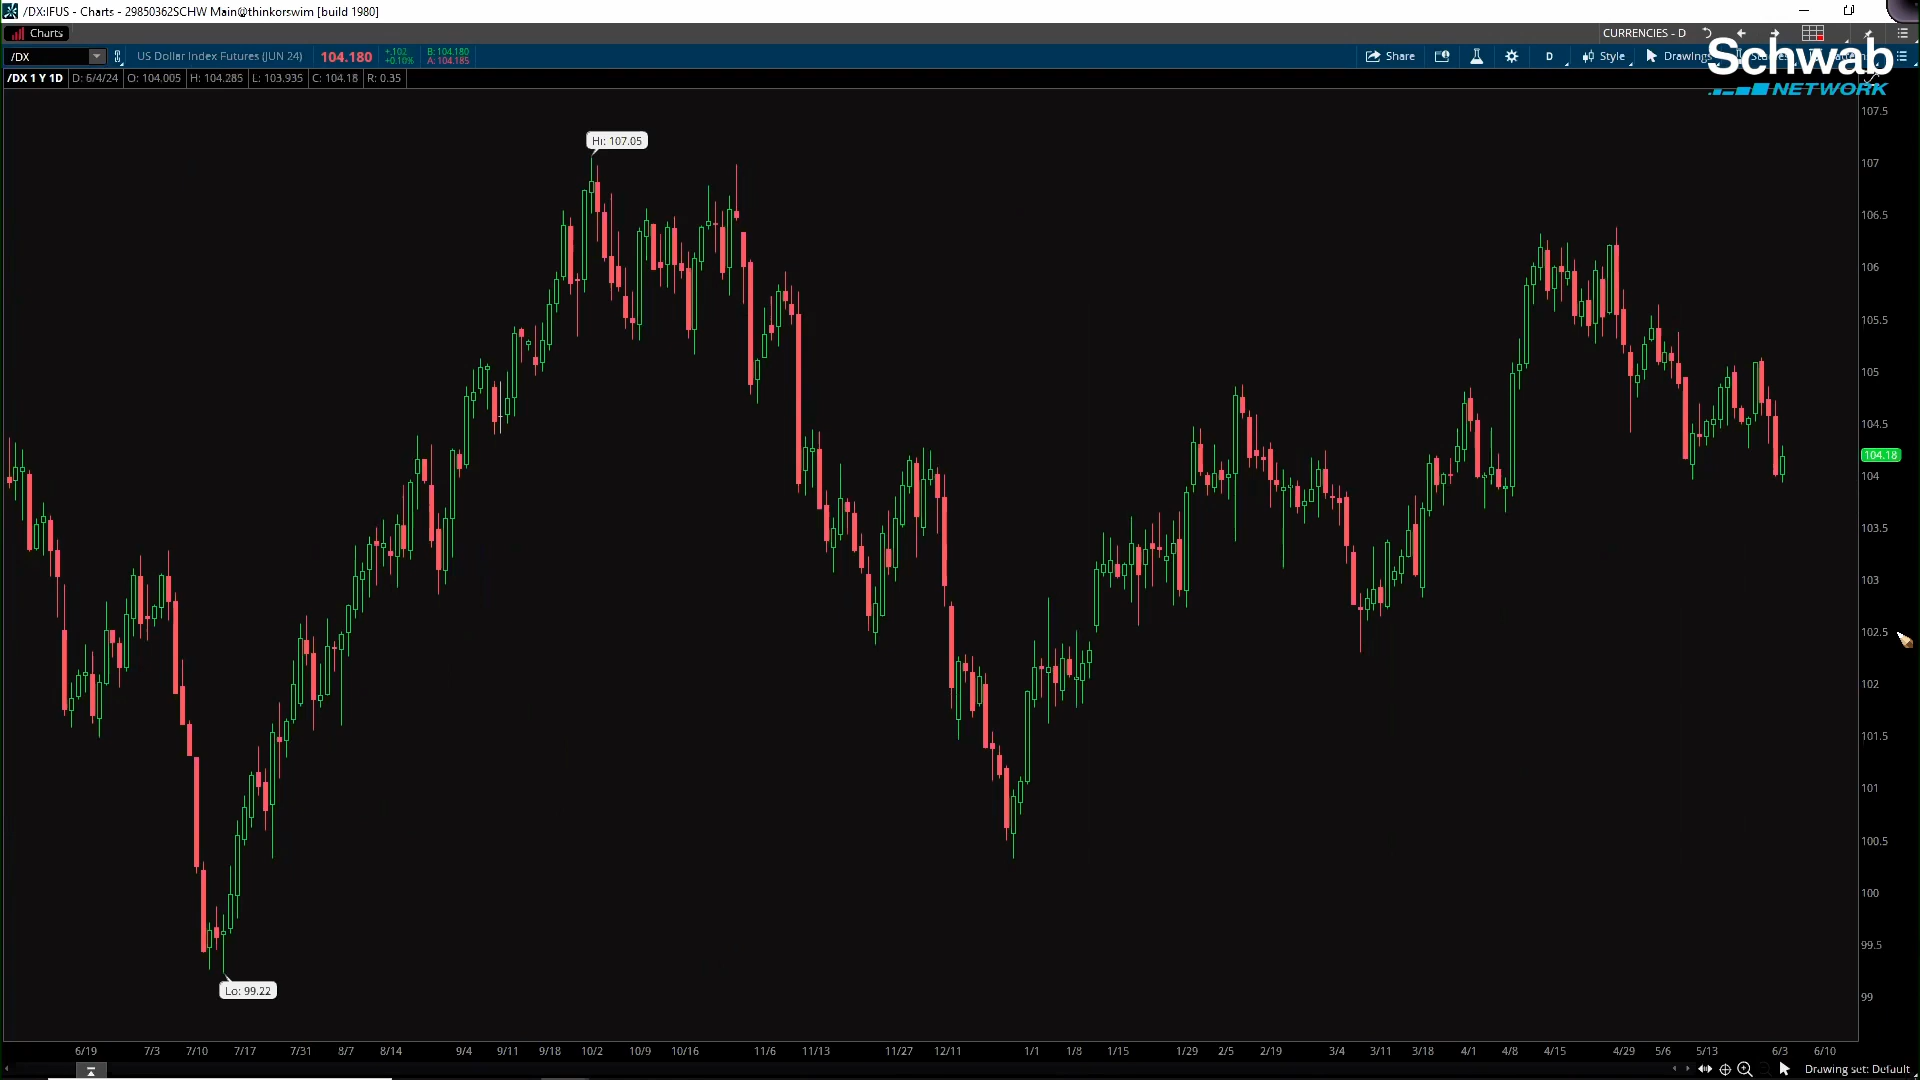 /DX:IFUS - Charts - 29850362SCHW Main@thinkorswim [build 1980]
Charts
CURRENCIES - D
/DX
US Dollar Index Futures (JUN 24)
104.180
+.102
+0.10%
B: 104.180
A: 104.185
Share
D
Style
Drawings
Schwab
NETWORK
/DX 1 Y 1D
D: 6/4/24
O: 104.005
H: 104.285
L: 103.935
C: 104.18
R: 0.35
Hi: 107.05
Lo: 99.22
107.5
107
106.5
106
105.5
105
104.5
104.18
104
103.5
103
102.5
102
101.5
101
100.5
100
99.5
99
6/19
7/3
7/10
7/17
7/31
8/7
8/14
9/4
9/11
9/18
10/2
10/9
10/16
11/6
11/13
11/27
12/11
1/1
1/8
1/15
1/29
2/5
2/19
3/4
3/11
3/18
4/1
4/8
4/15
4/29
5/6
5/13
6/3
6/10
Drawing set: Default